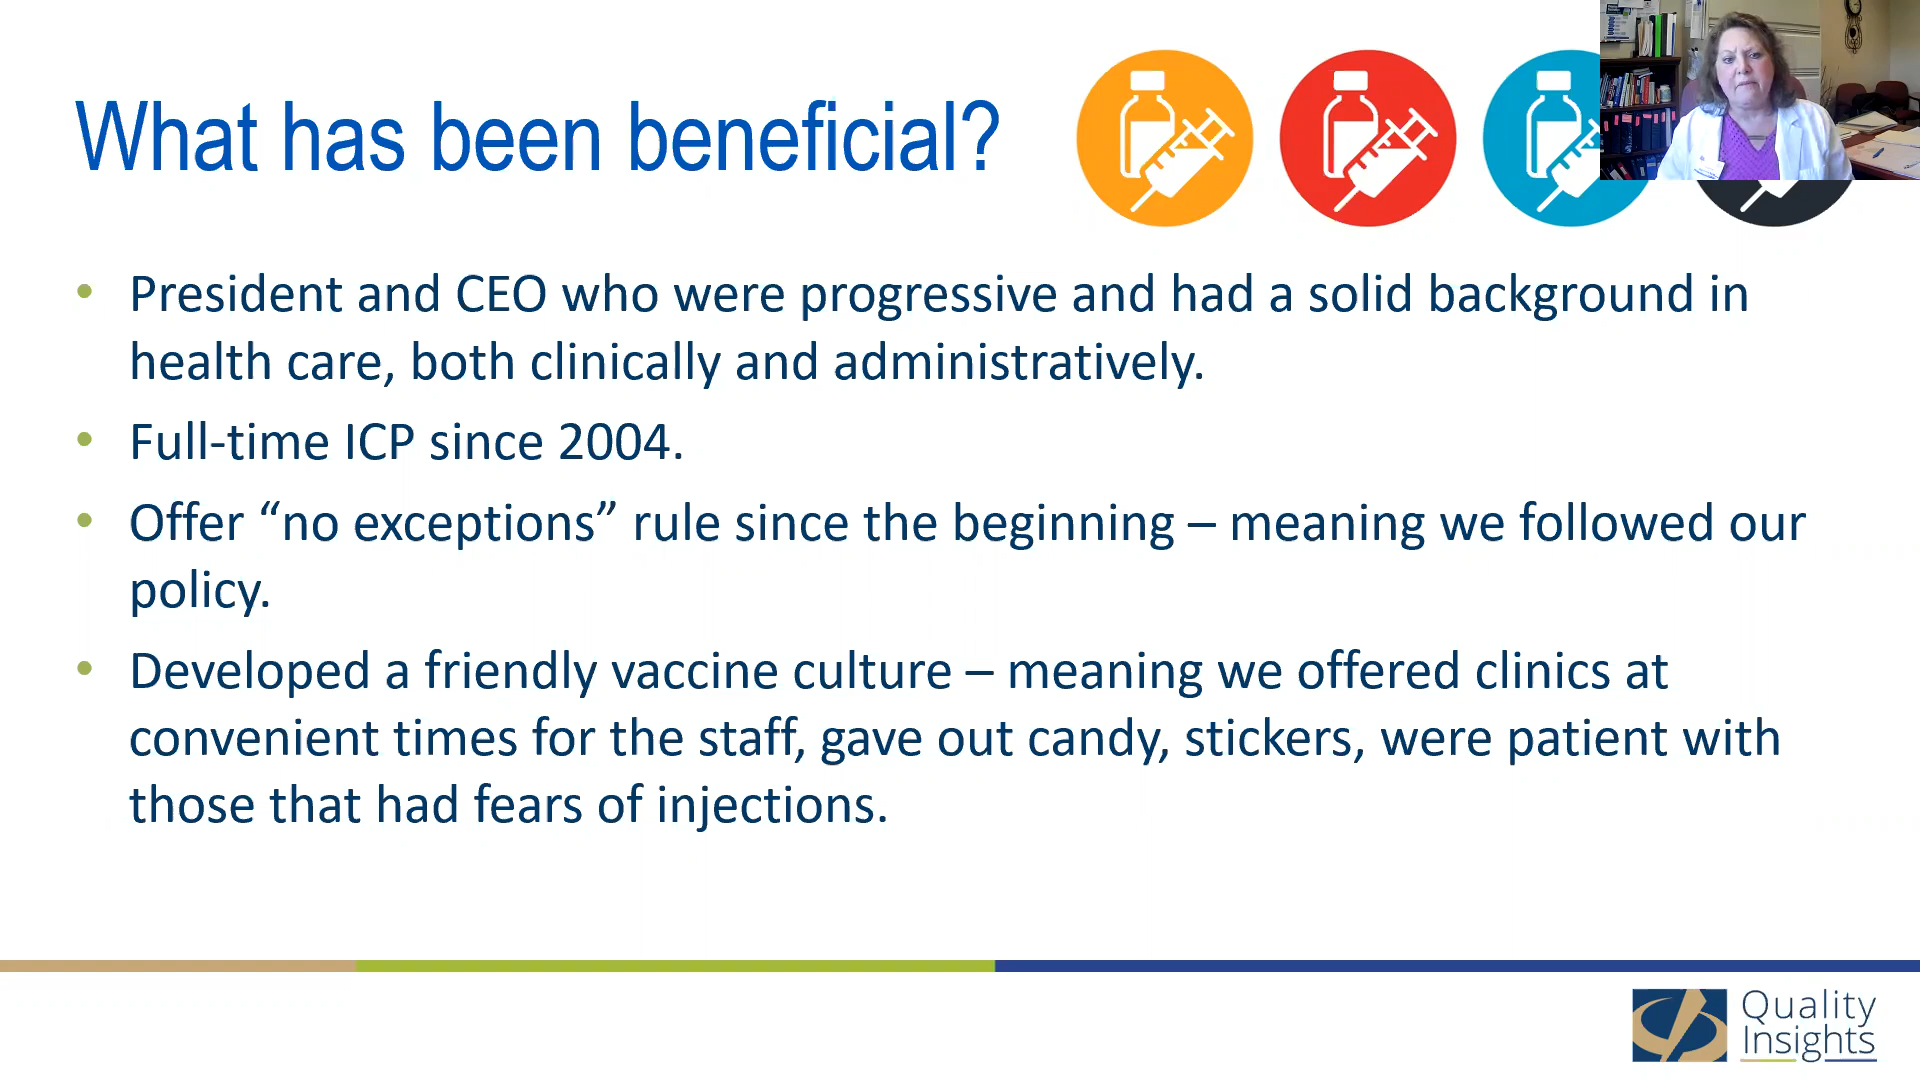 What has been beneficial?
• President and CEO who were progressive and had a solid background in
health care, both clinically and administratively.
• Full-time ICP since 2004.
• Offer “no exceptions” rule since the beginning – meaning we followed our
policy.
• Developed a friendly vaccine culture – meaning we offered clinics at
convenient times for the staff, gave out candy, stickers, were patient with
those that had fears of injections.
Quality
Insights